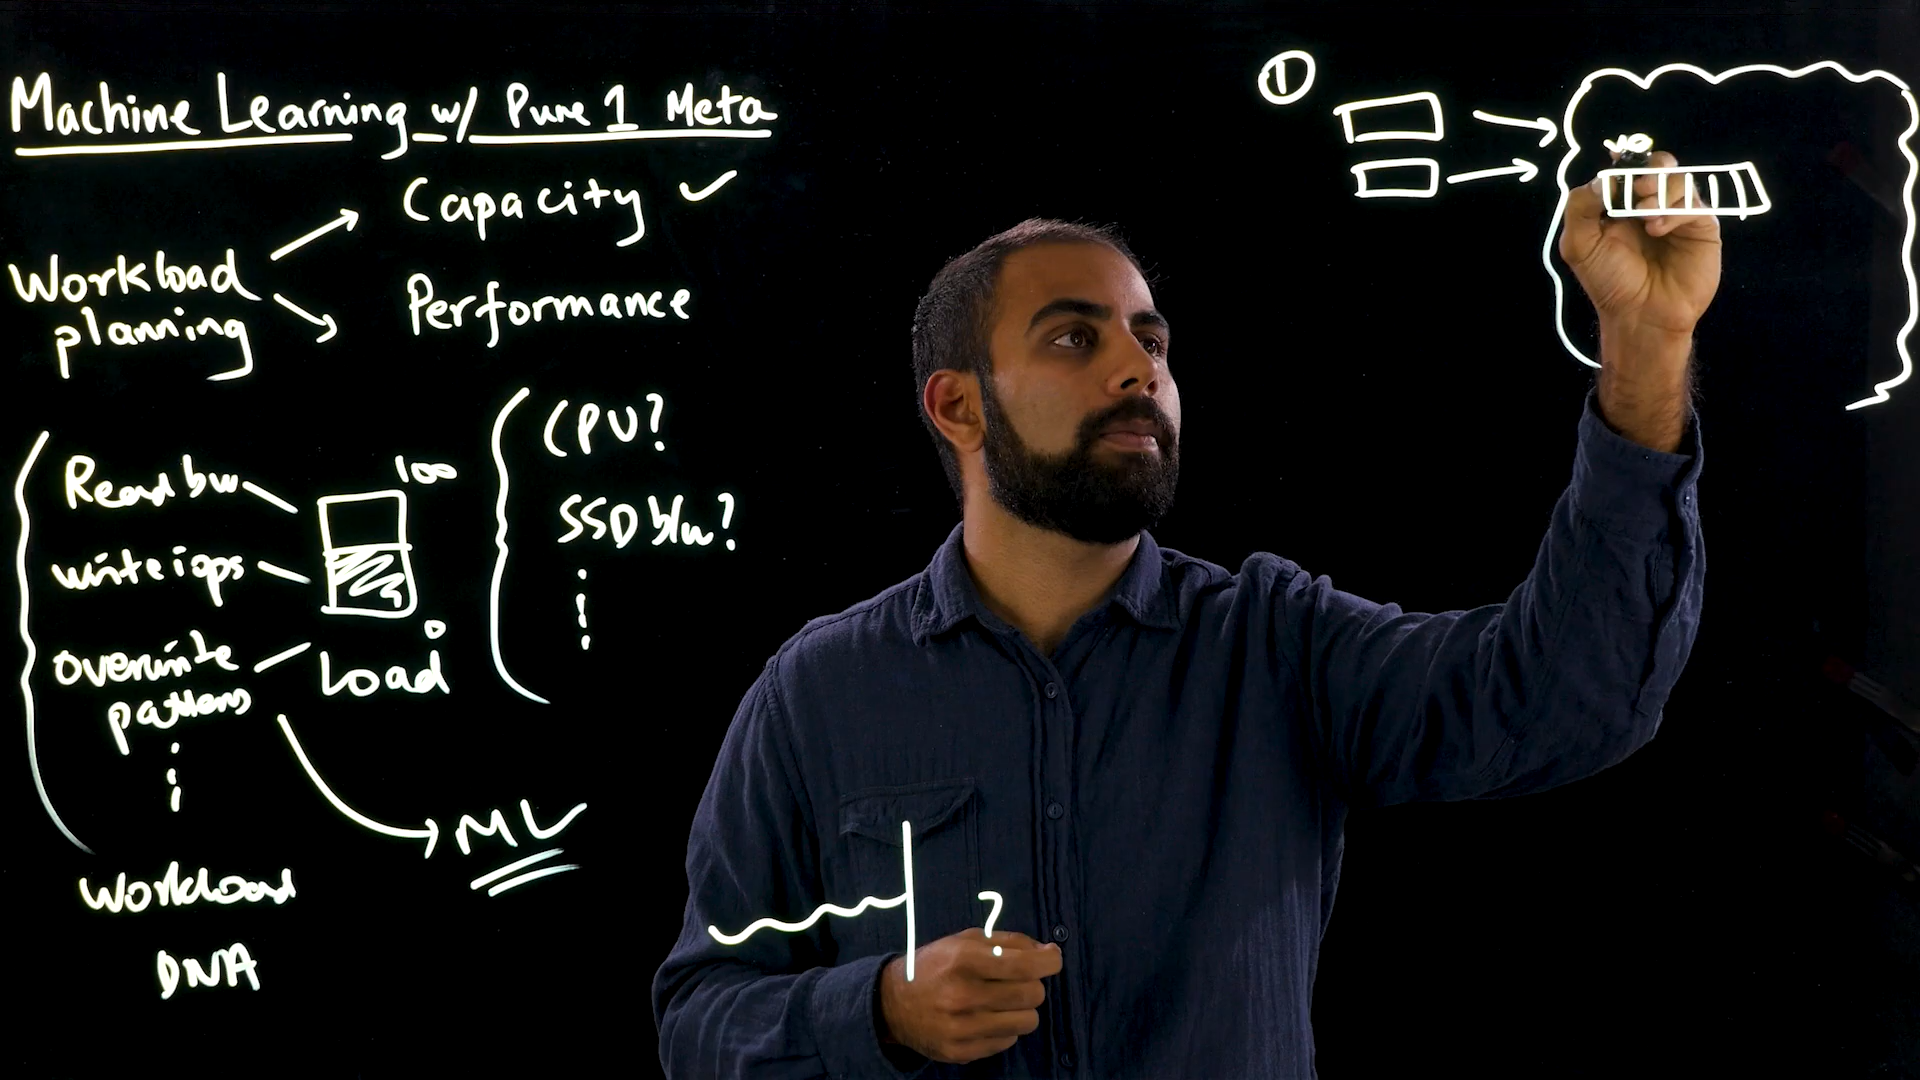 Machine Learning w/ Pure 1 Meta
Workload
planning
Capacity ✓
Performance
Read bw
write iops
overwrite
patterns
Workload
DNA
100
0
Load
CPU?
SSD b/w?
ML
?
①